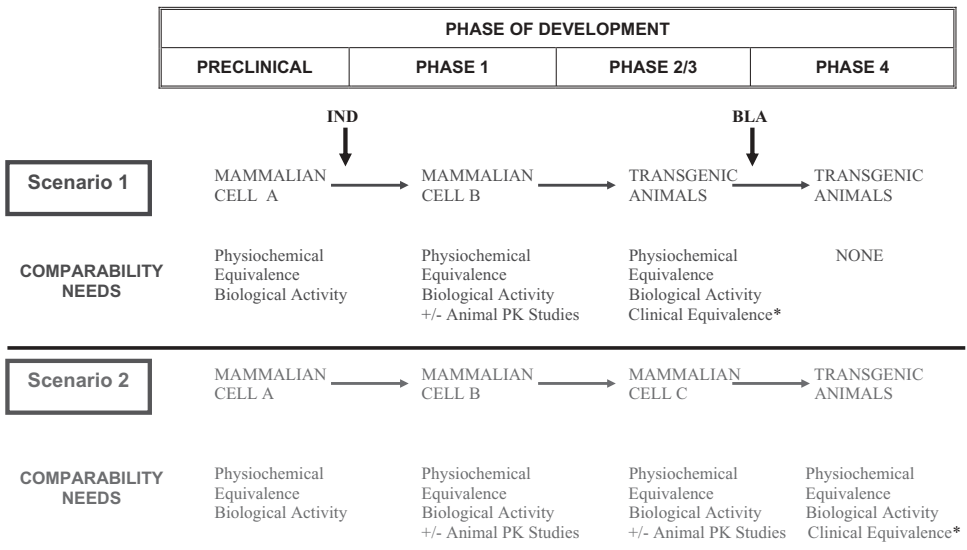 PHASE OF DEVELOPMENT
PRECLINICAL PHASE 1 PHASE 2/3 PHASE 4
IND BLA
Scenario 1
MAMMALIAN MAMMALIAN TRANSGENIC TRANSGENIC
CELL A CELL B ANIMALS ANIMALS
COMPARABILITY
NEEDS
Physiochemical Physiochemical Physiochemical NONE
Equivalence Equivalence Equivalence
Biological Activity Biological Activity Biological Activity
+/- Animal PK Studies Clinical Equivalence*
Scenario 2
MAMMALIAN MAMMALIAN MAMMALIAN TRANSGENIC
CELL A CELL B CELL C ANIMALS
COMPARABILITY
NEEDS
Physiochemical Physiochemical Physiochemical Physiochemical
Equivalence Equivalence Equivalence Equivalence
Biological Activity Biological Activity Biological Activity Biological Activity
+/- Animal PK Studies +/- Animal PK Studies Clinical Equivalence*